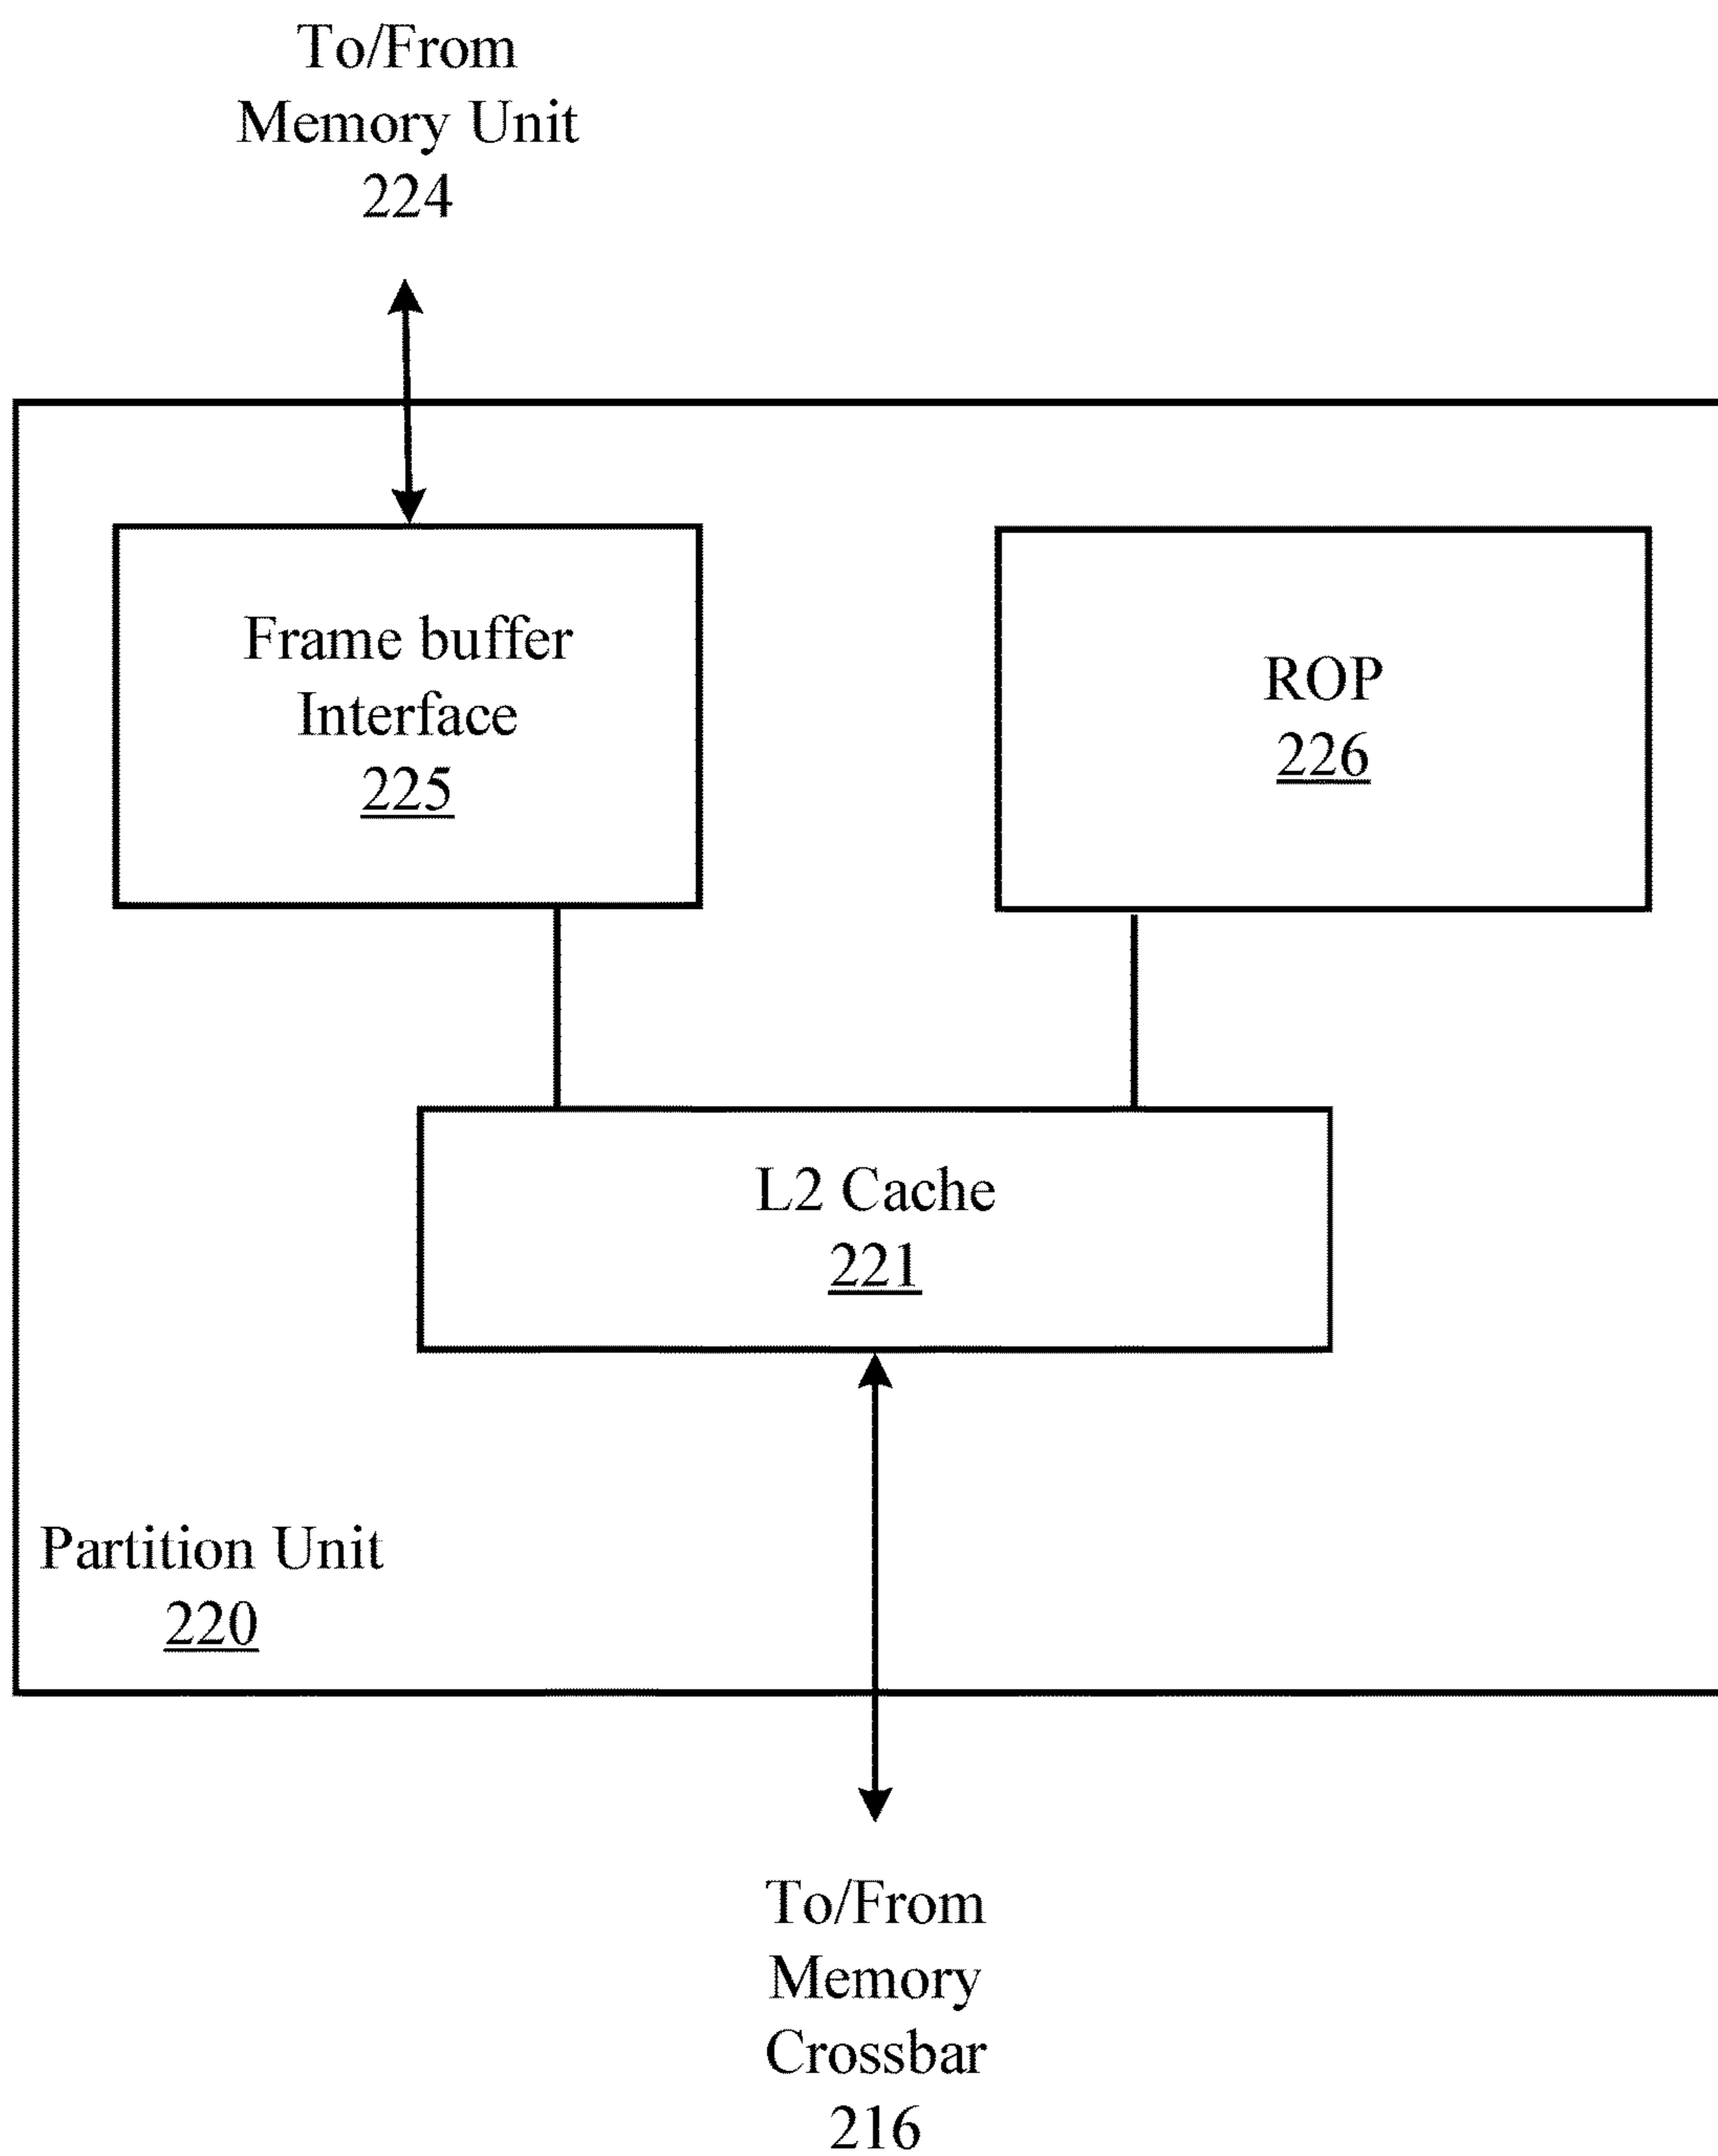 To/From
Memory Unit
224
Frame buffer
Interface
225
ROP
226
L2 Cache
221
Partition Unit
220
To/From
Memory
Crossbar
216